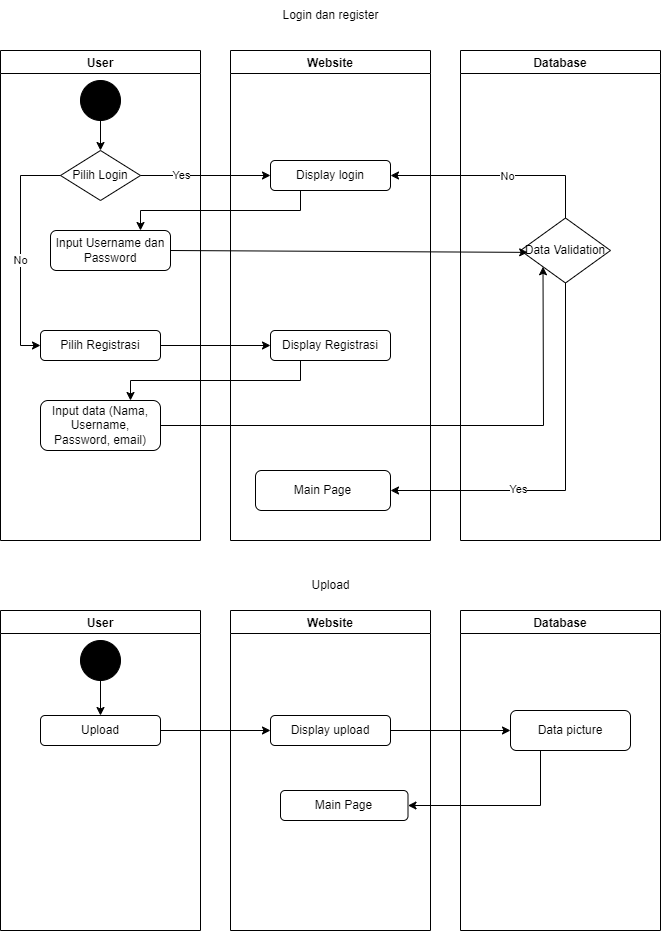 Login dan register
User
Website
Database
Pilih Login
Yes
Display login
No
Input Username dan
Password
Data Validation
No
Pilih Registrasi
Display Registrasi
Input data (Nama,
Username,
Password, email)
Main Page
Yes
Upload
User
Website
Database
Upload
Display upload
Data picture
Main Page